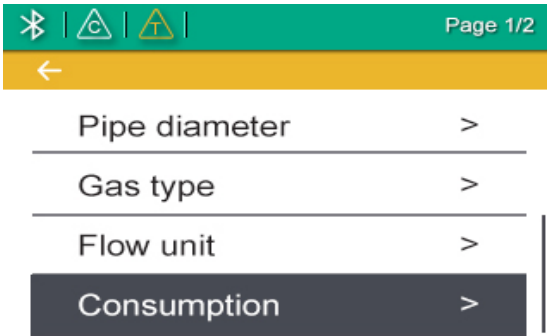 C T Page 1/2
Pipe diameter >
Gas type >
Flow unit >
Consumption >